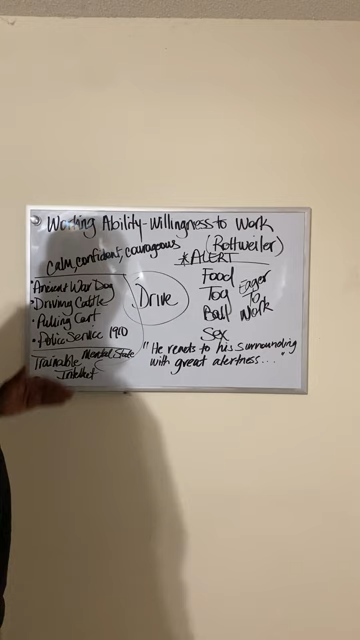 Working Ability-Willingness to Work
(Rottweiler)
calm, confident, courageous
*ALERT
• Ancient War Dog
• Driving Cattle
• Pulling Cart
• Police Service 1910
Trainable Mental State
Intellect
Drive
Food
Toy
Ball
Sex
Eager
To
Work
"He reacts to his surrounding
with great alertness..."